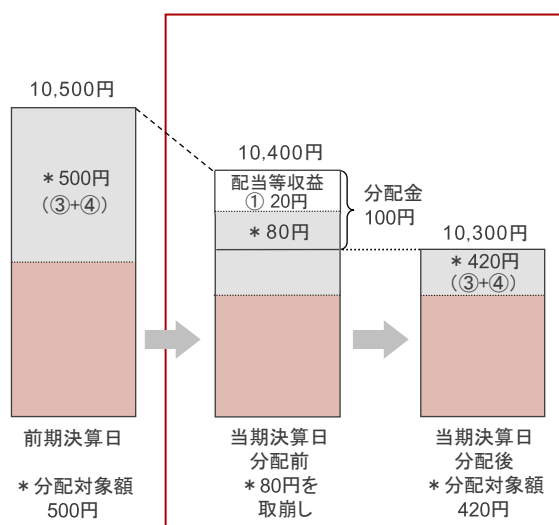 10,500円
*500円
(③+④)
前期決算日
*分配対象額
500円
10,400円
配当等収益
① 20円
*80円
分配金
100円
当期決算日
分配前
*80円を
取崩し
10,300円
*420円
(③+④)
当期決算日
分配後
*分配対象額
420円